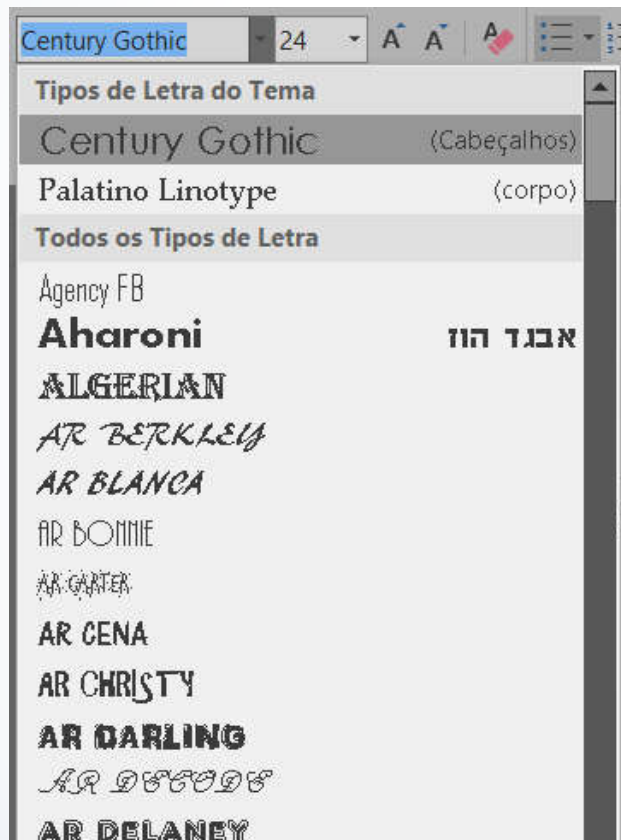 Century Gothic 24 A A A
Tipos de Letra do Tema
Century Gothic (Cabeçalhos)
Palatino Linotype (corpo)
Todos os Tipos de Letra
Agency FB
Aharoni אבגד הוז
ALGERIAN
AR BERKLEY
AR BLANCA
AR BONNIE
AR CARTER
AR CENA
AR CHRISTY
AR DARLING
AR DECODE
AR DELANEY